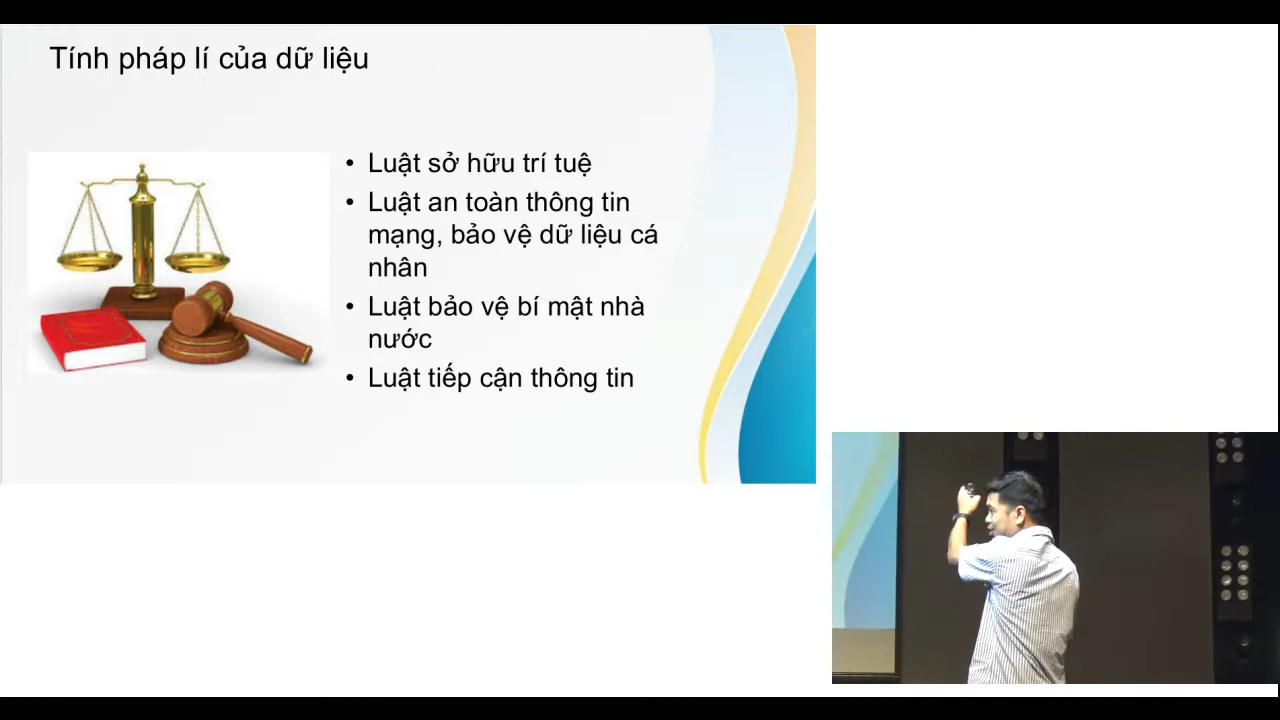 Tính pháp lí của dữ liệu
• Luật sở hữu trí tuệ
• Luật an toàn thông tin
mạng, bảo vệ dữ liệu cá
nhân
• Luật bảo vệ bí mật nhà
nước
• Luật tiếp cận thông tin